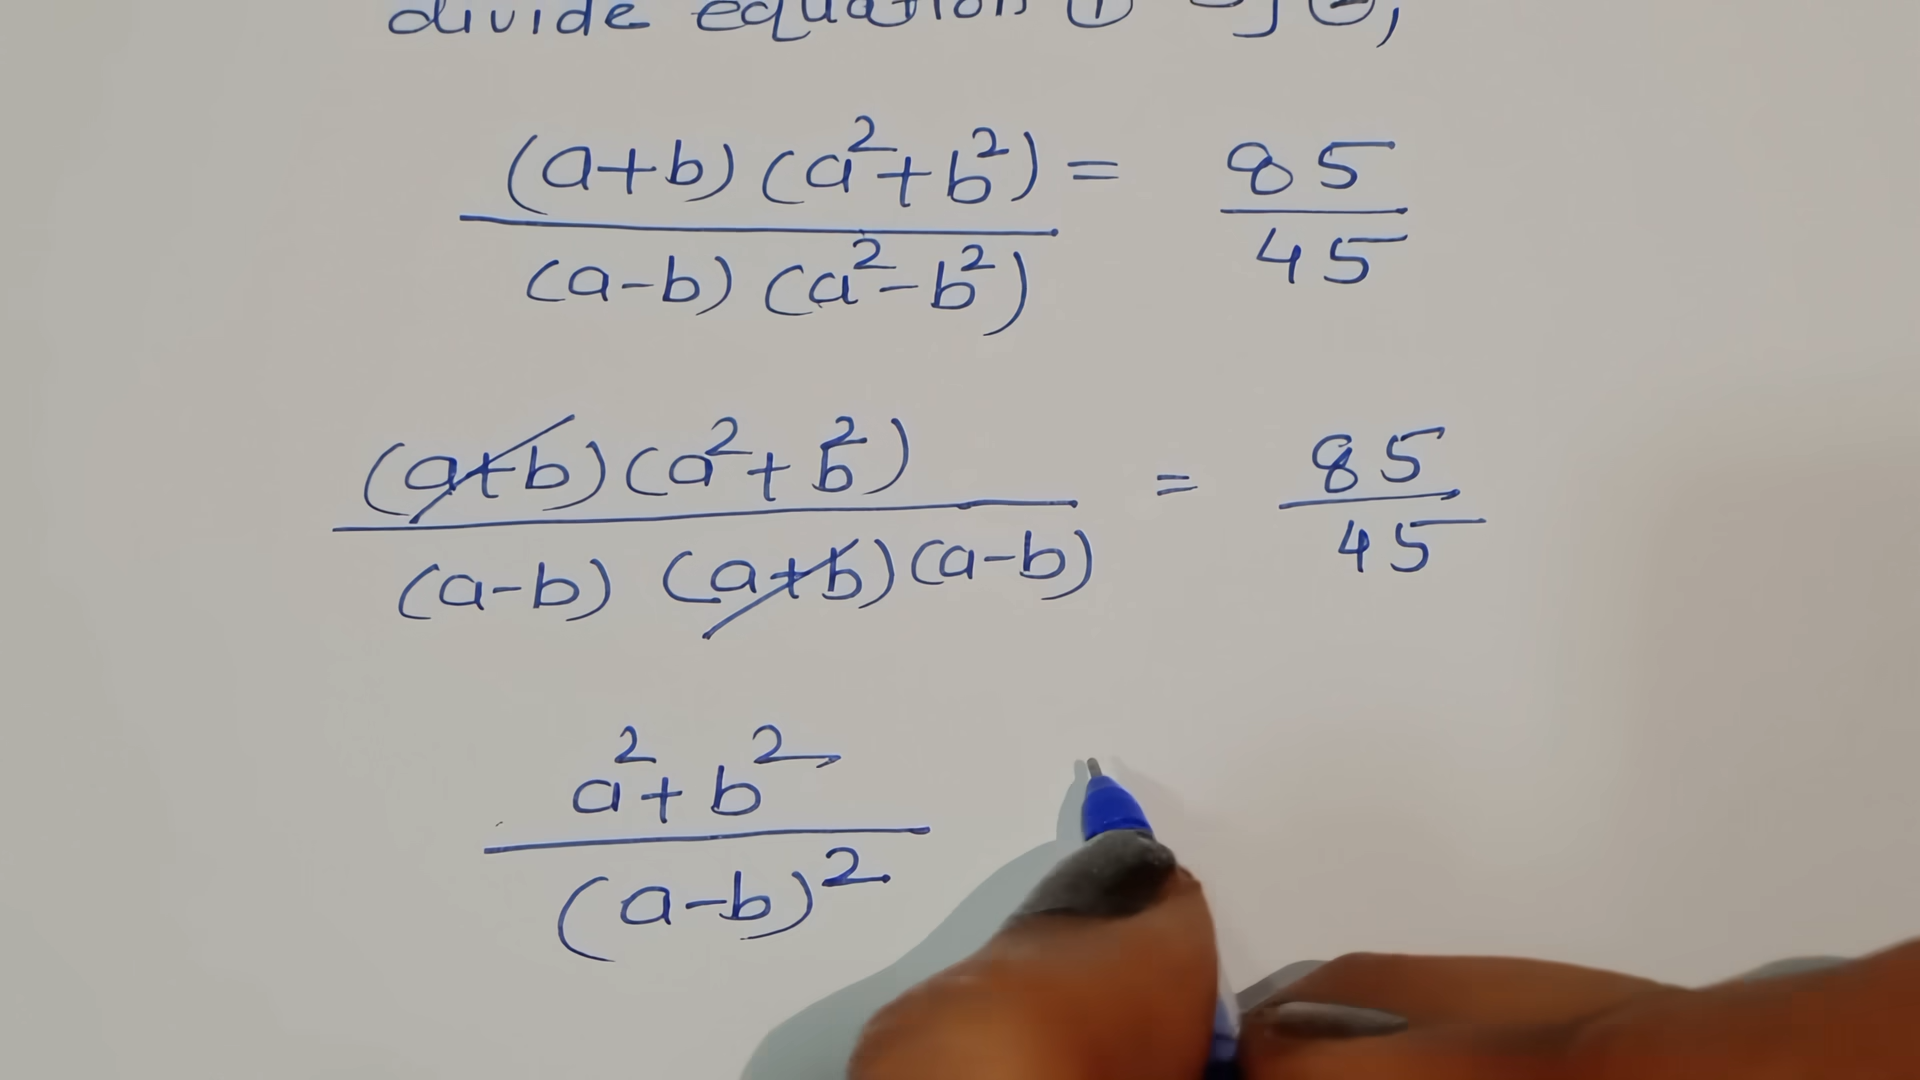 divide equation ① by ②,
(a+b)(a²+b²) = 85
(a-b)(a²-b²) 45
(a+b)(a²+b²) = 85
(a-b)(a+b)(a-b) 45
a²+b²
(a-b)²